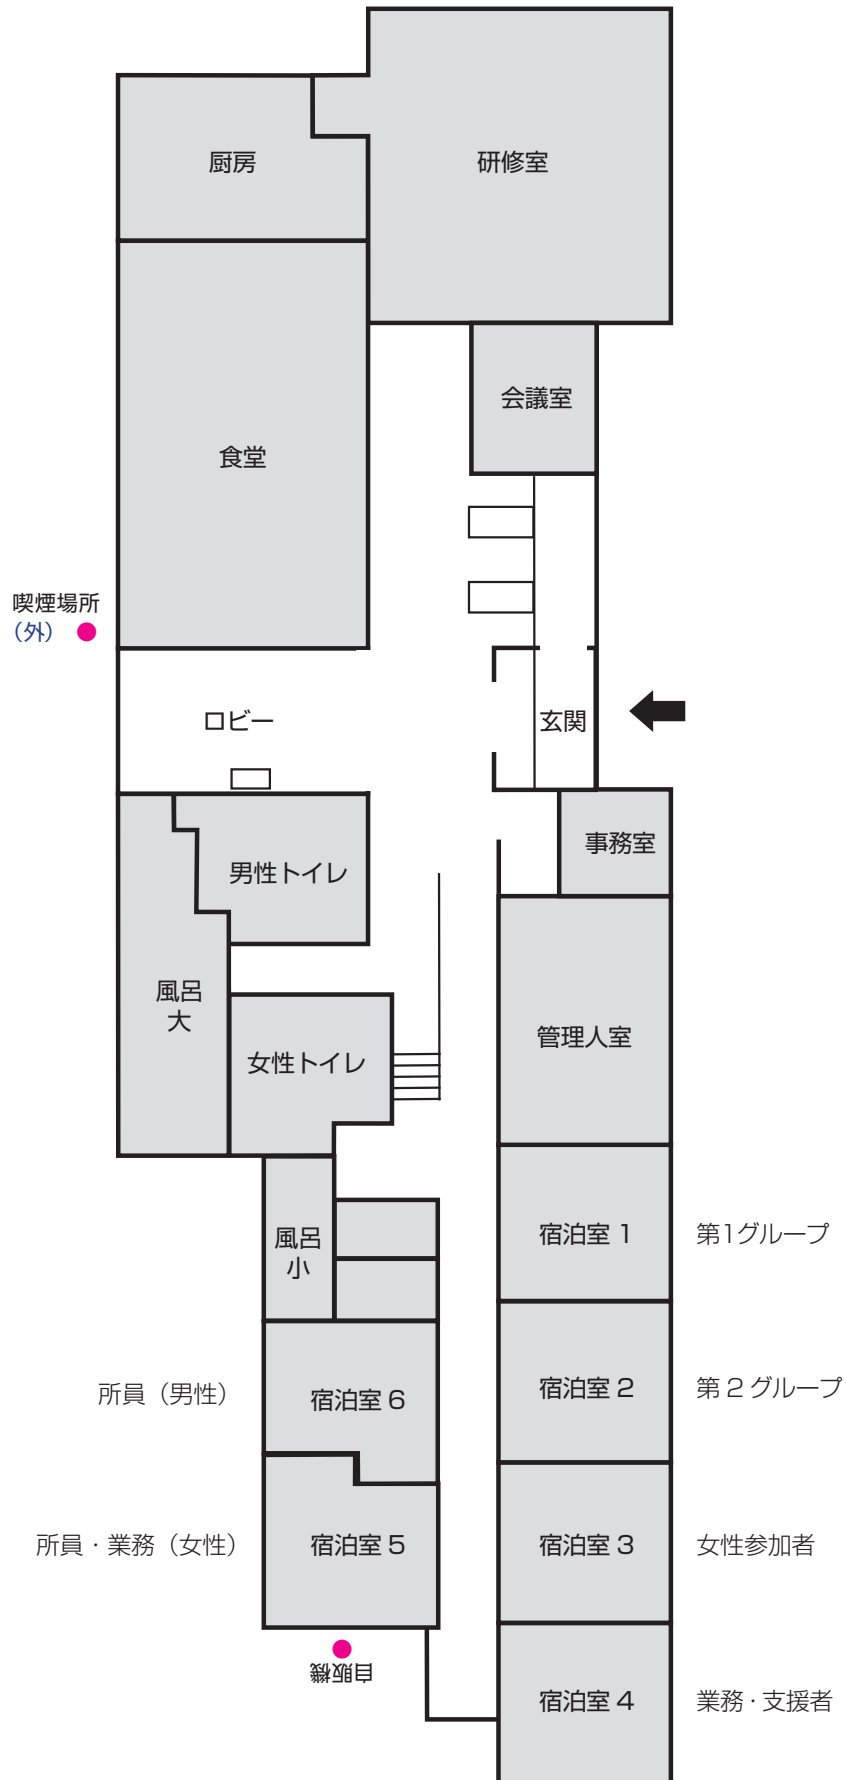 厨房
研修室
会議室
食堂
喫煙場所
（外）
ロビー
玄関
事務室
男性トイレ
風呂
大
管理人室
女性トイレ
風呂
小
宿泊室 1
第1グループ
宿泊室 2
第 2 グループ
所員（男性）
宿泊室 6
所員・業務（女性）
宿泊室 5
宿泊室 3
女性参加者
自販機
宿泊室 4
業務・支援者